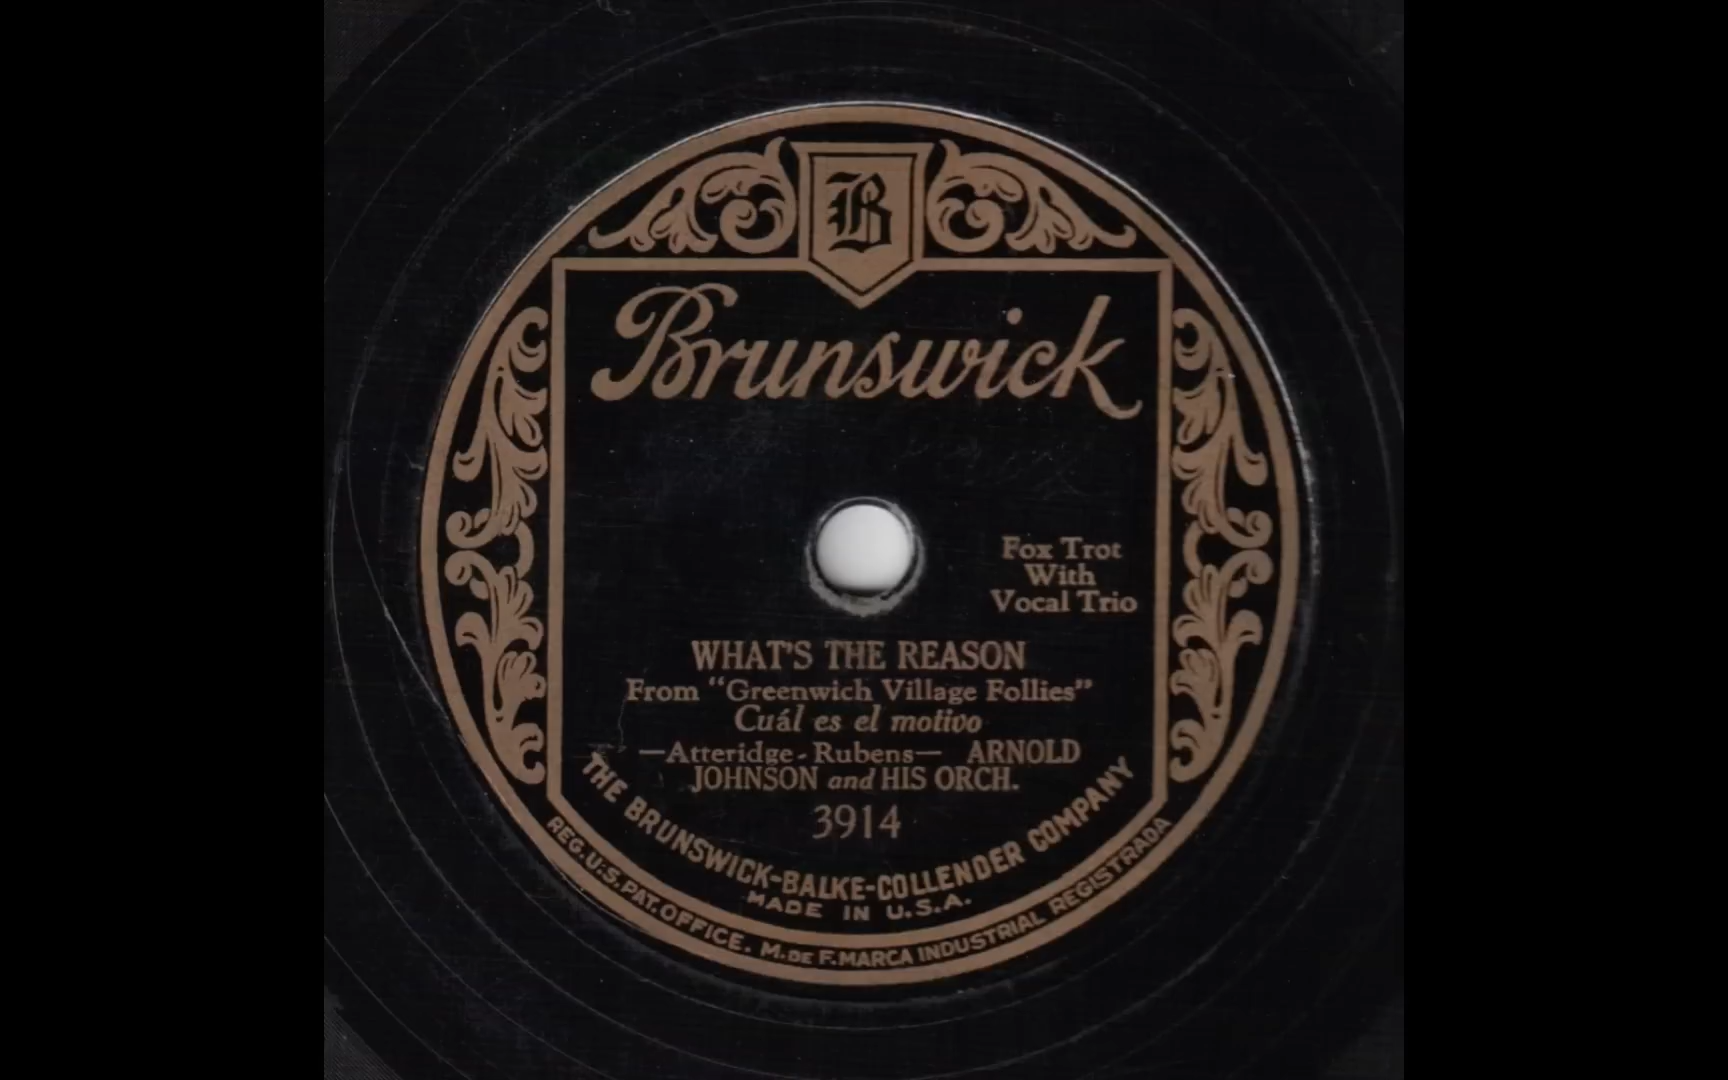 B
Brunswick
Fox Trot
With
Vocal Trio
WHAT'S THE REASON
From "Greenwich Village Follies"
Cuál es el motivo
—Atteridge-Rubens— ARNOLD
JOHNSON and HIS ORCH.
3914
THE BRUNSWICK-BALKE-COLLENDER COMPANY
MADE IN U.S.A.
REG. U.S. PAT. OFFICE. M. DE F. MARCA INDUSTRIAL REGISTRADA